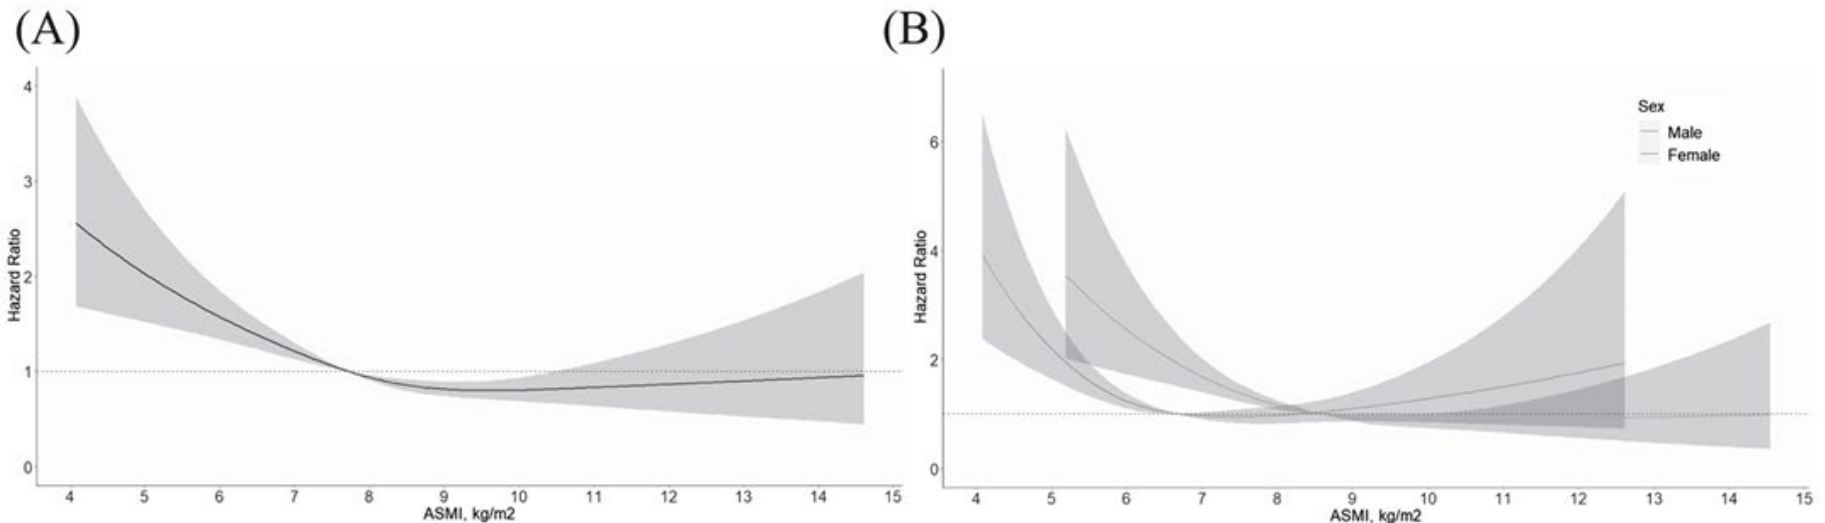 (A)
4
3
2
1
0
Hazard Ratio
4 5 6 7 8 9 10 11 12 13 14 15
ASMI, kg/m2
(B)
6
4
2
0
Hazard Ratio
Sex
Male
Female
4 5 6 7 8 9 10 11 12 13 14 15
ASMI, kg/m2